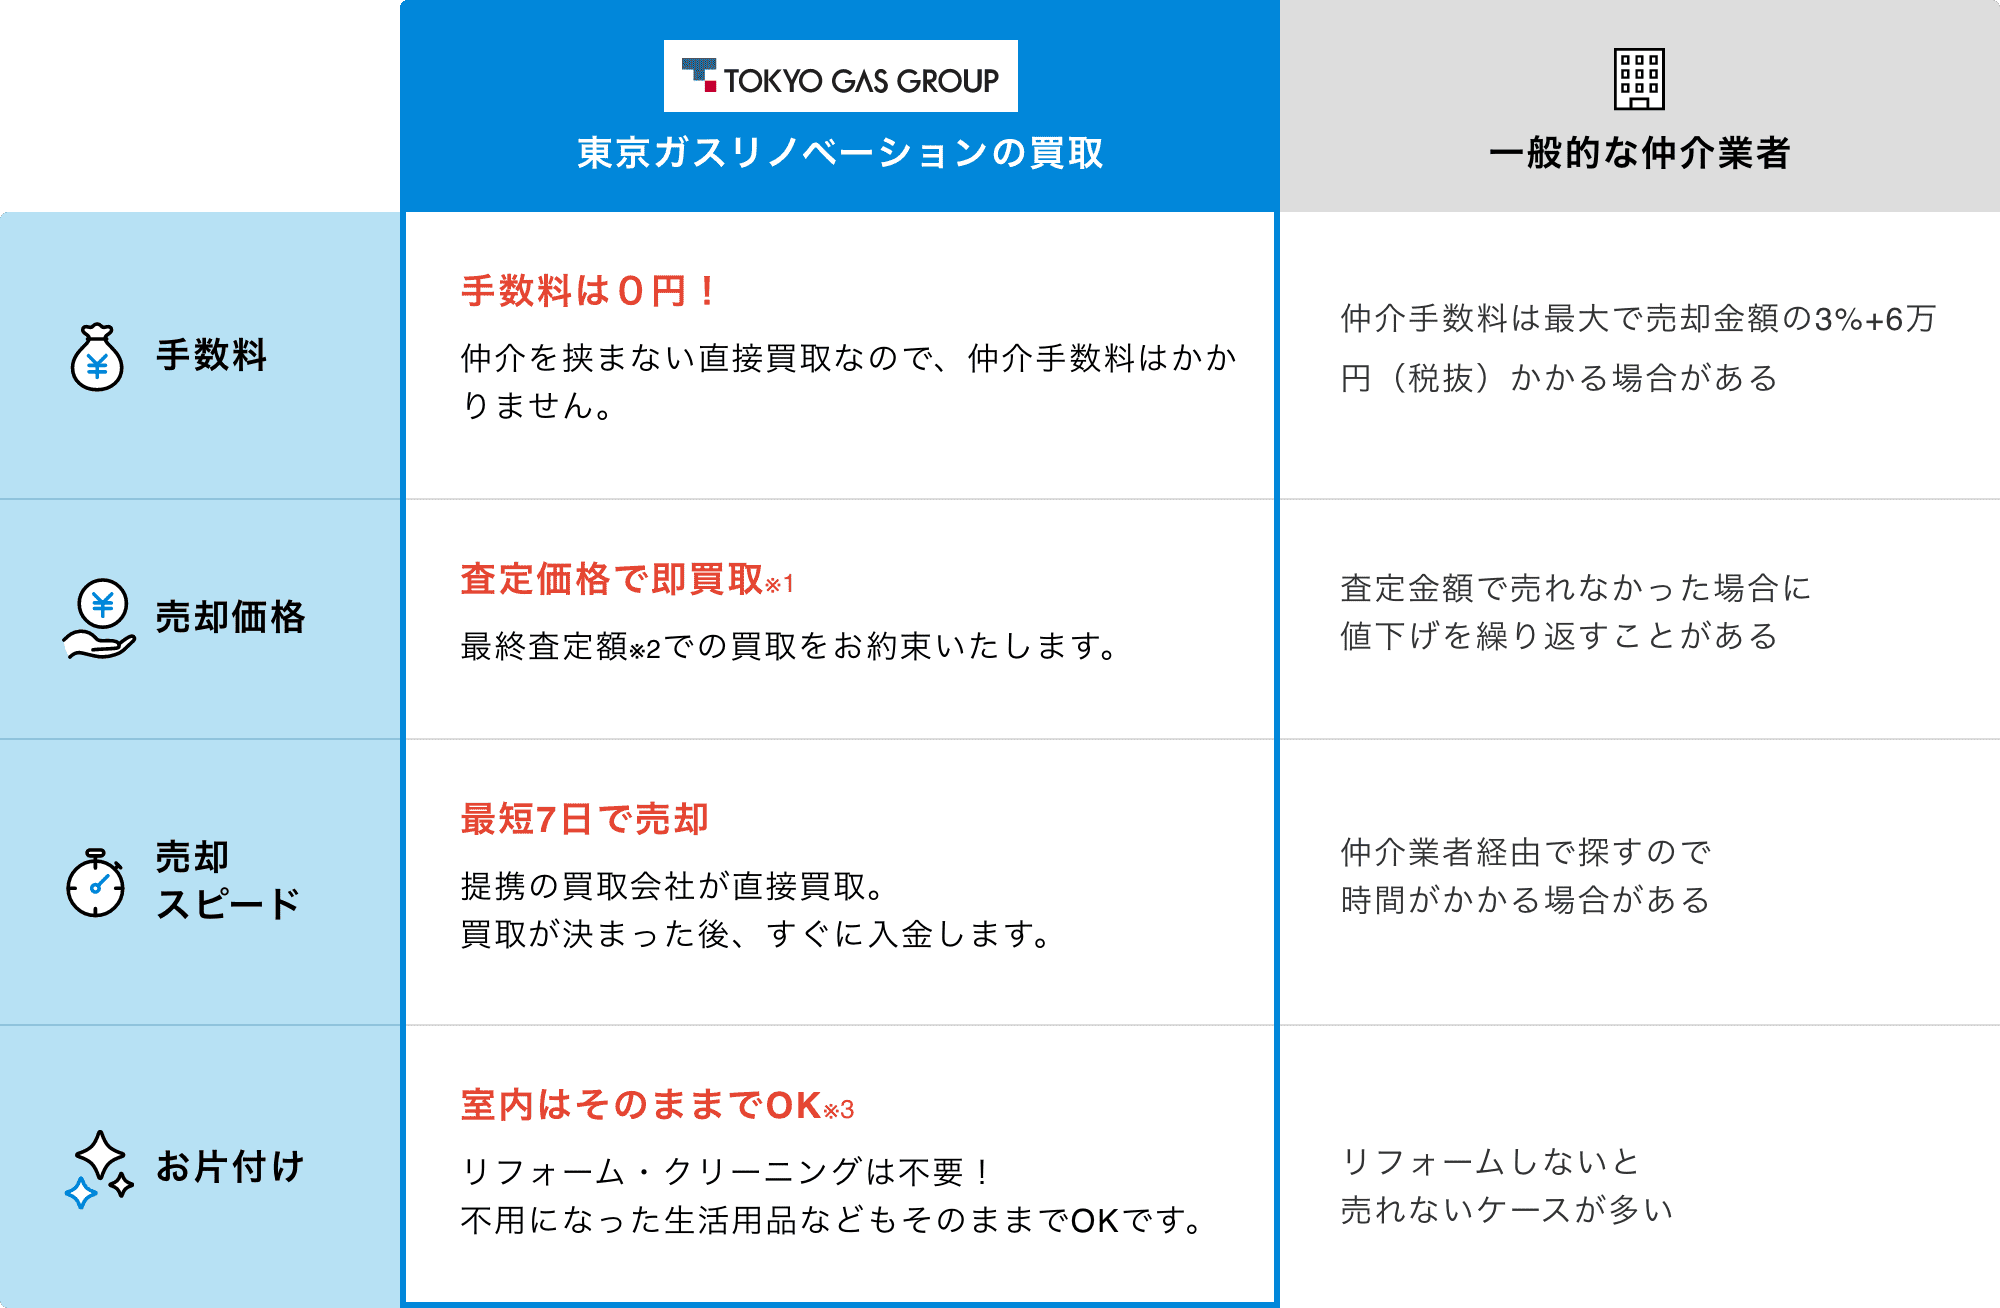 TOKYO GAS GROUP
東京ガスリノベーションの買取
一般的な仲介業者
手数料
手数料は０円！
仲介を挟まない直接買取なので、仲介手数料はかか
りません。
仲介手数料は最大で売却金額の3%+6万
円（税抜）かかる場合がある
売却価格
査定価格で即買取※1
最終査定額※2での買取をお約束いたします。
査定金額で売れなかった場合に
値下げを繰り返すことがある
売却
スピード
最短7日で売却
提携の買取会社が直接買取。
買取が決まった後、すぐに入金します。
仲介業者経由で探すので
時間がかかる場合がある
お片付け
室内はそのままでOK※3
リフォーム・クリーニングは不要！
不用になった生活用品などもそのままでOKです。
リフォームしないと
売れないケースが多い